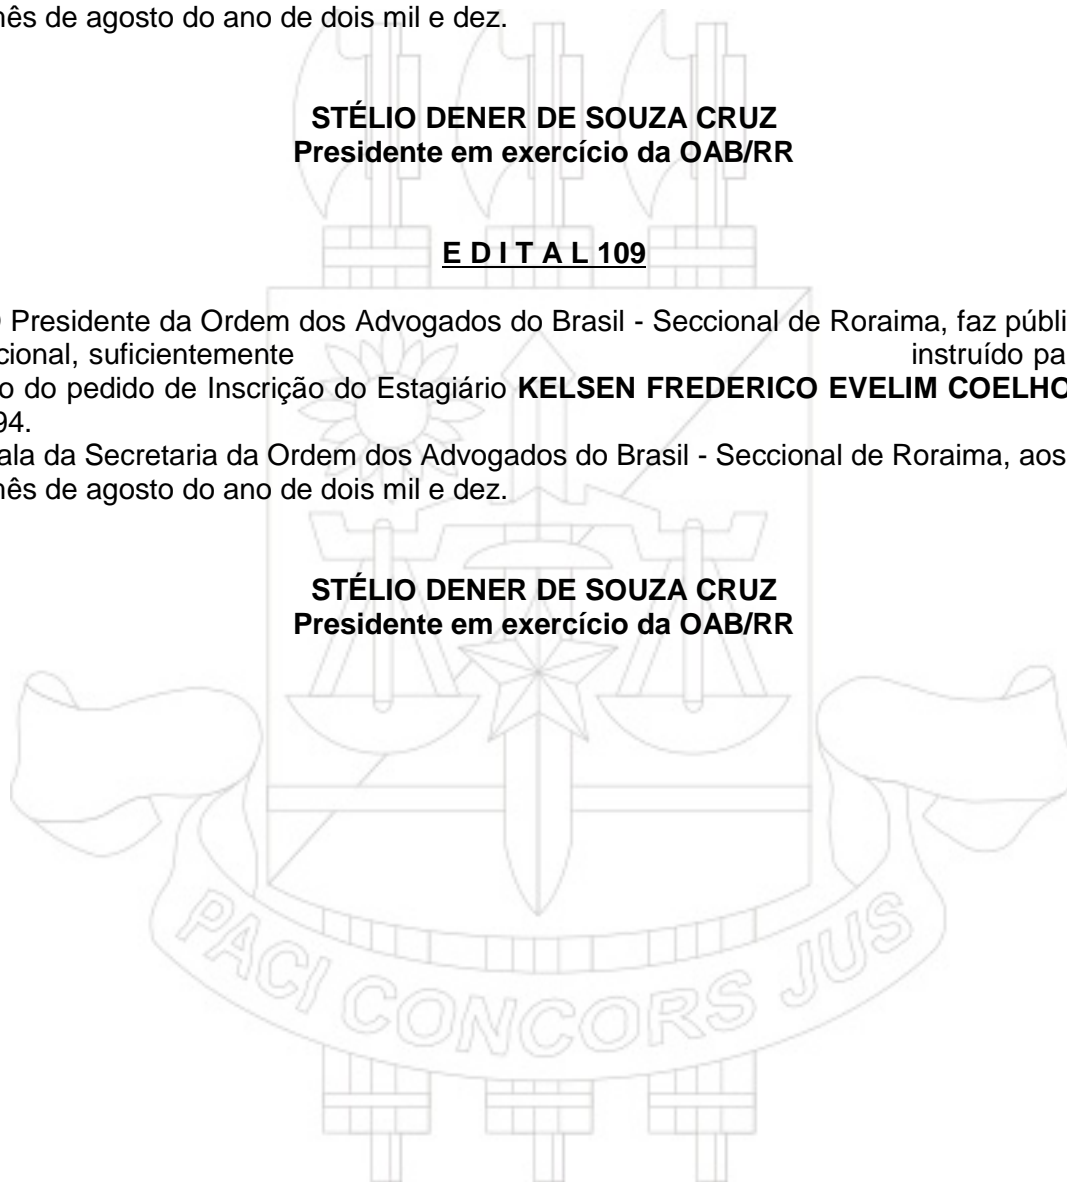 mês de agosto do ano de dois mil e dez.
STÉLIO DENER DE SOUZA CRUZ
Presidente em exercício da OAB/RR
E D I T A L 109
Presidente da Ordem dos Advogados do Brasil - Seccional de Roraima, faz públi
cional, suficientemente instruído pa
o do pedido de Inscrição do Estagiário KELSEN FREDERICO EVELIM COELHO
94.
ala da Secretaria da Ordem dos Advogados do Brasil - Seccional de Roraima, aos
mês de agosto do ano de dois mil e dez.
STÉLIO DENER DE SOUZA CRUZ
Presidente em exercício da OAB/RR
PACI CONCORS JUS